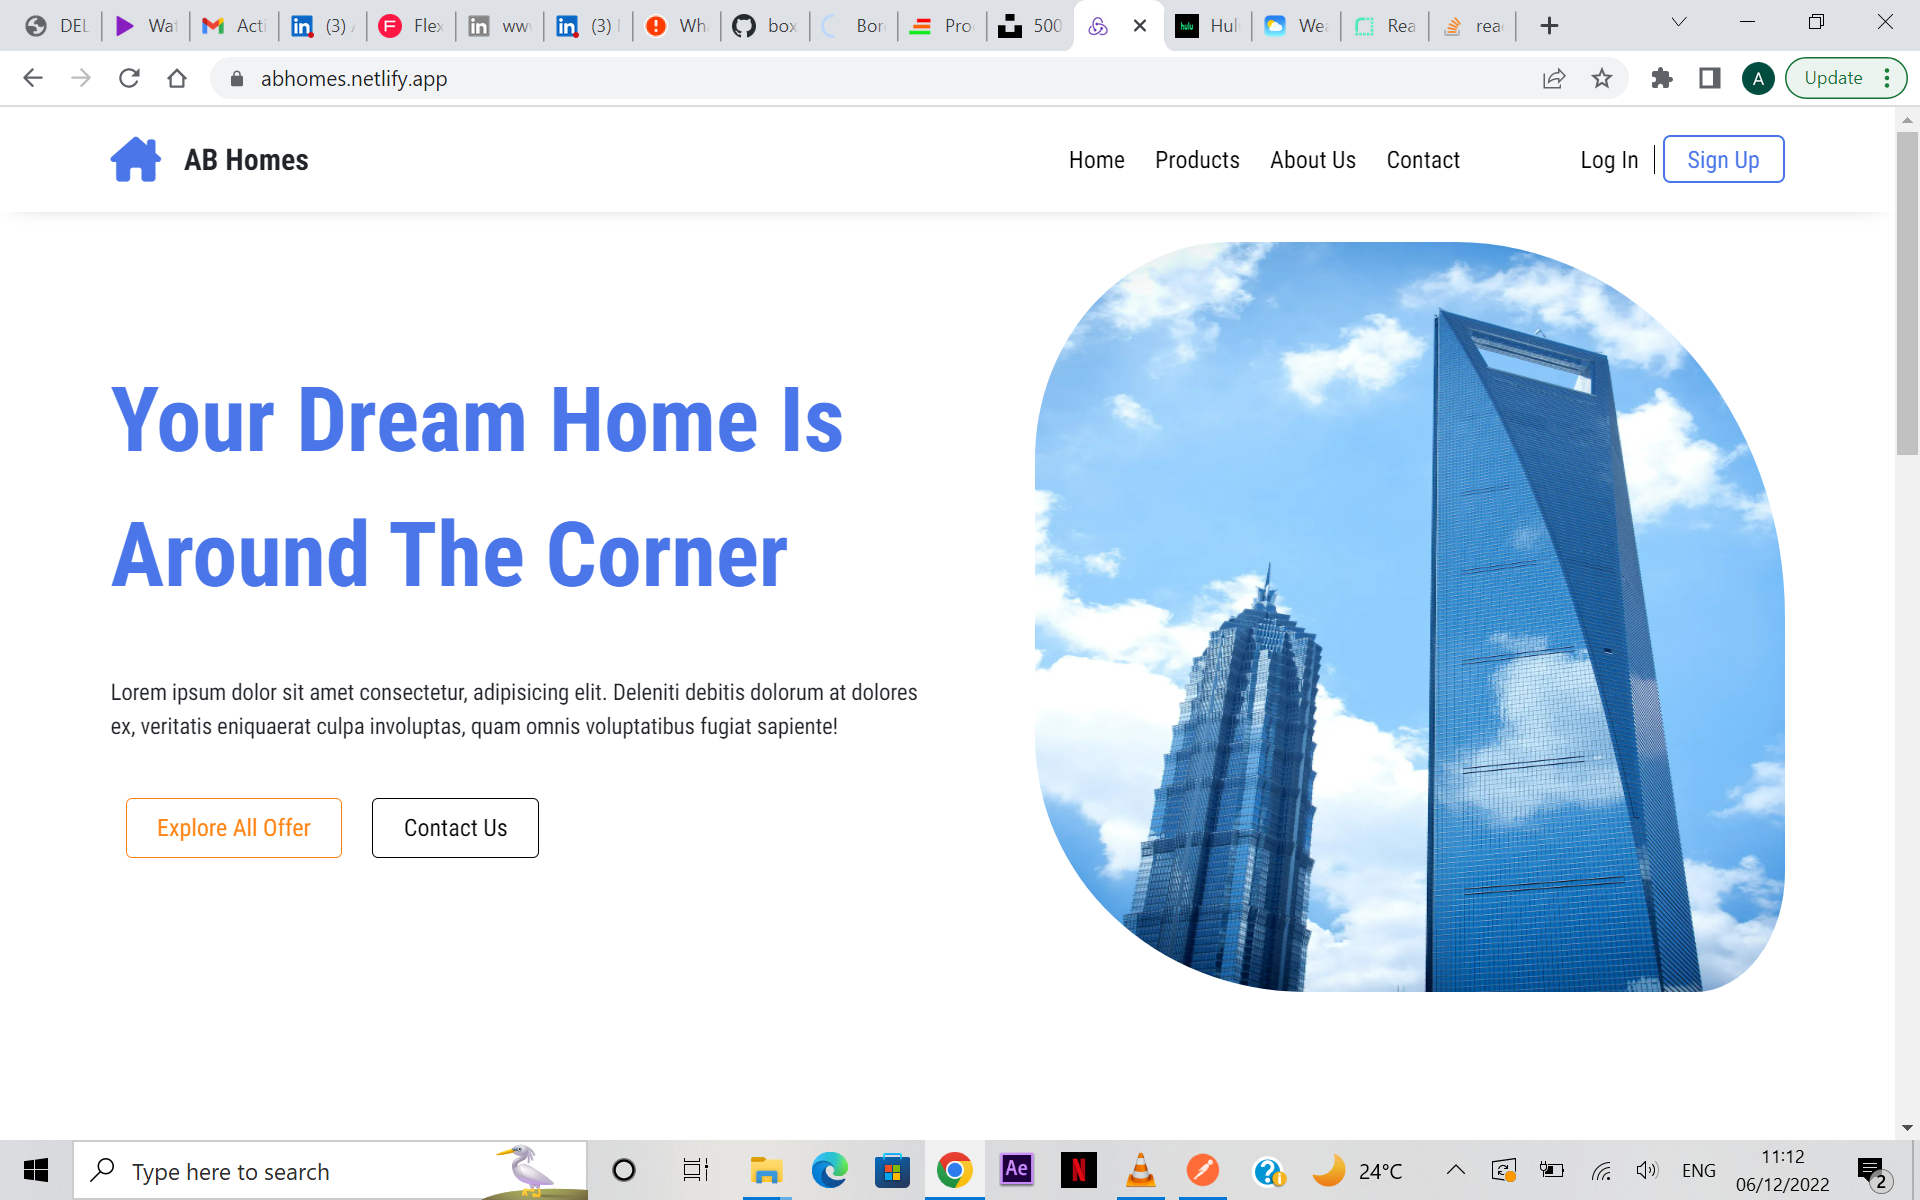 DEL
Wat
Acti
(3)
Flex
ww
(3)
Wh
box
Bor
Pro
500
hulu
Hul
Wea
Rea
reac
abhomes.netlify.app
A
Update
AB Homes
Home
Products
About Us
Contact
Log In
Sign Up
Your Dream Home Is
Around The Corner
Lorem ipsum dolor sit amet consectetur, adipisicing elit. Deleniti debitis dolorum at dolores
ex, veritatis eniquaerat culpa involuptas, quam omnis voluptatibus fugiat sapiente!
Explore All Offer
Contact Us
Type here to search
Ae
N
24°C
ENG
11:12
06/12/2022
2